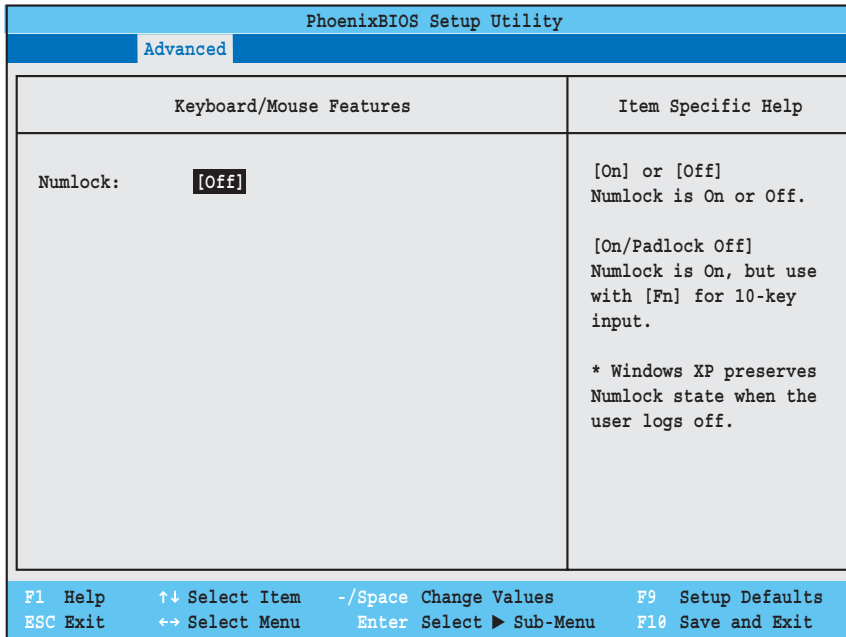 PhoenixBIOS Setup Utility
Advanced
Keyboard/Mouse Features
Item Specific Help
Numlock: [Off]
[On] or [Off]
Numlock is On or Off.
[On/Padlock Off]
Numlock is On, but use
with [Fn] for 10-key
input.
* Windows XP preserves
Numlock state when the
user logs off.
F1 Help ↑↓ Select Item -/Space Change Values F9 Setup Defaults
ESC Exit ←→ Select Menu Enter Select ▶ Sub-Menu F10 Save and Exit